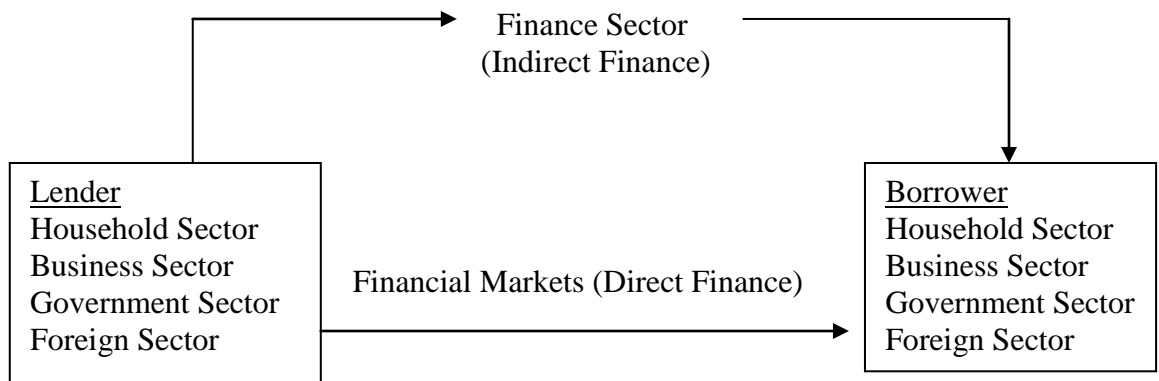 Finance Sector
(Indirect Finance)
Lender
Household Sector
Business Sector
Government Sector
Foreign Sector
Financial Markets (Direct Finance)
Borrower
Household Sector
Business Sector
Government Sector
Foreign Sector